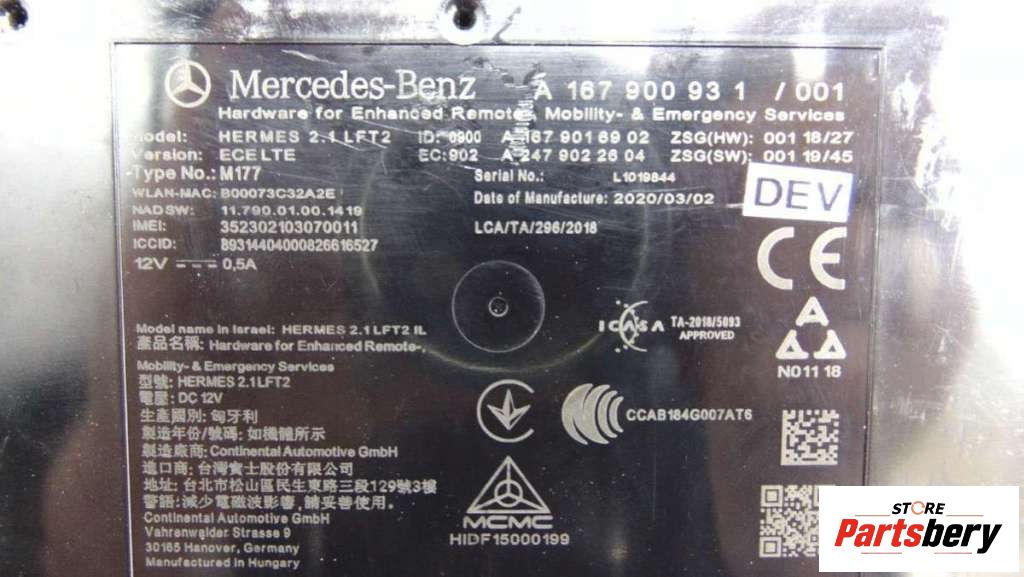 Mercedes-Benz A 167 900 93 1 / 001
Hardware for Enhanced Remote-, Mobility- & Emergency Services
Model: HERMES 2.1 LFT2 ID: 0900 A 167 901 69 02 ZSG(HW): 001 18/27
Version: ECE LTE EC: 902 A 247 902 26 04 ZSG(SW): 001 19/45
Type No.: M177 Serial No.: L1019844
WLAN-MAC: B00073C32A2E Date of Manufacture: 2020/03/02
DEV
NAD SW: 11.790.01.00.1419
IMEI: 352302103070011 LCA/TA/296/2018
ICCID: 89314404000826616527
12V 0,5A
CE
ICASA TA-2018/5093
APPROVED
Model name in Israel: HERMES 2.1 LFT2 IL
產品名稱: Hardware for Enhanced Remote-,
Mobility- & Emergency Services
N01118
型號: HERMES 2.1 LFT2
電壓: DC 12V
生產國別: 匈牙利
CCAB184G007AT6
製造年份/號碼: 如機體所示
製造廠商: Continental Automotive GmbH
進口商: 台灣賓士股份有限公司
地址: 台北市松山區民生東路三段129號3樓
警語: 減少電磁波影響, 請妥善使用.
Continental Automotive GmbH
Vahrenwalder Strasse 9
30165 Hanover, Germany
Manufactured in Hungary
MCMC
HIDF15000199
STORE
Partsbery